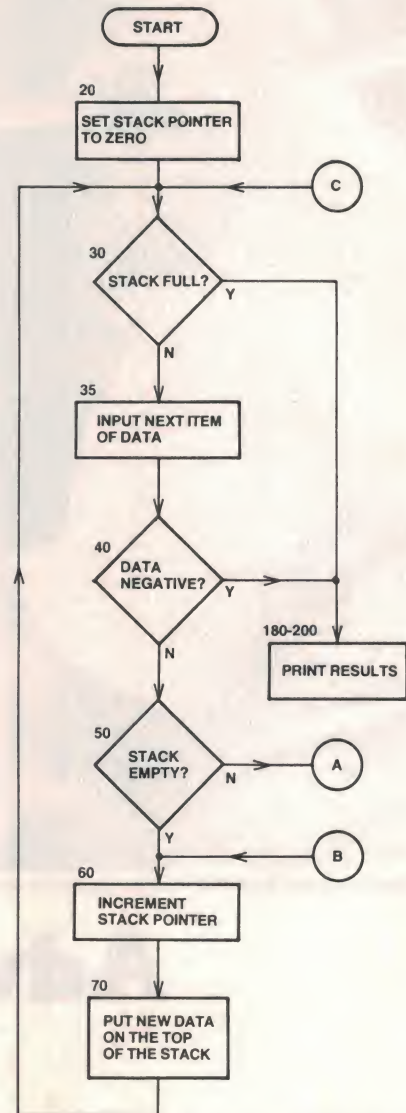 START
20
SET STACK POINTER
TO ZERO
C
30
STACK FULL?
Y
N
35
INPUT NEXT ITEM
OF DATA
40
DATA
NEGATIVE?
Y
N
180-200
PRINT RESULTS
50
STACK
EMPTY?
N
A
Y
B
60
INCREMENT
STACK POINTER
70
PUT NEW DATA
ON THE TOP
OF THE STACK